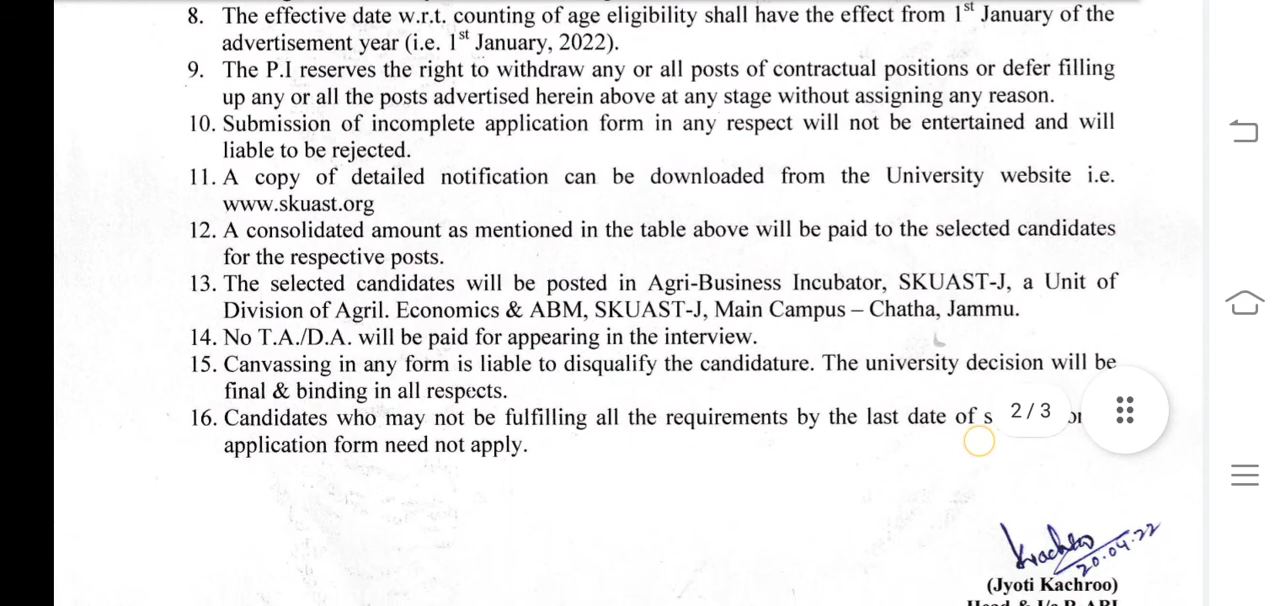 8. The effective date w.r.t. counting of age eligibility shall have the effect from 1st January of the
advertisement year (i.e. 1st January, 2022).
9. The P.I reserves the right to withdraw any or all posts of contractual positions or defer filling
up any or all the posts advertised herein above at any stage without assigning any reason.
10. Submission of incomplete application form in any respect will not be entertained and will
liable to be rejected.
11. A copy of detailed notification can be downloaded from the University website i.e.
www.skuast.org
12. A consolidated amount as mentioned in the table above will be paid to the selected candidates
for the respective posts.
13. The selected candidates will be posted in Agri-Business Incubator, SKUAST-J, a Unit of
Division of Agril. Economics & ABM, SKUAST-J, Main Campus – Chatha, Jammu.
14. No T.A./D.A. will be paid for appearing in the interview.
15. Canvassing in any form is liable to disqualify the candidature. The university decision will be
final & binding in all respects.
16. Candidates who may not be fulfilling all the requirements by the last date of s 2/3
application form need not apply.
Kachroo
20.04.22
(Jyoti Kachroo)